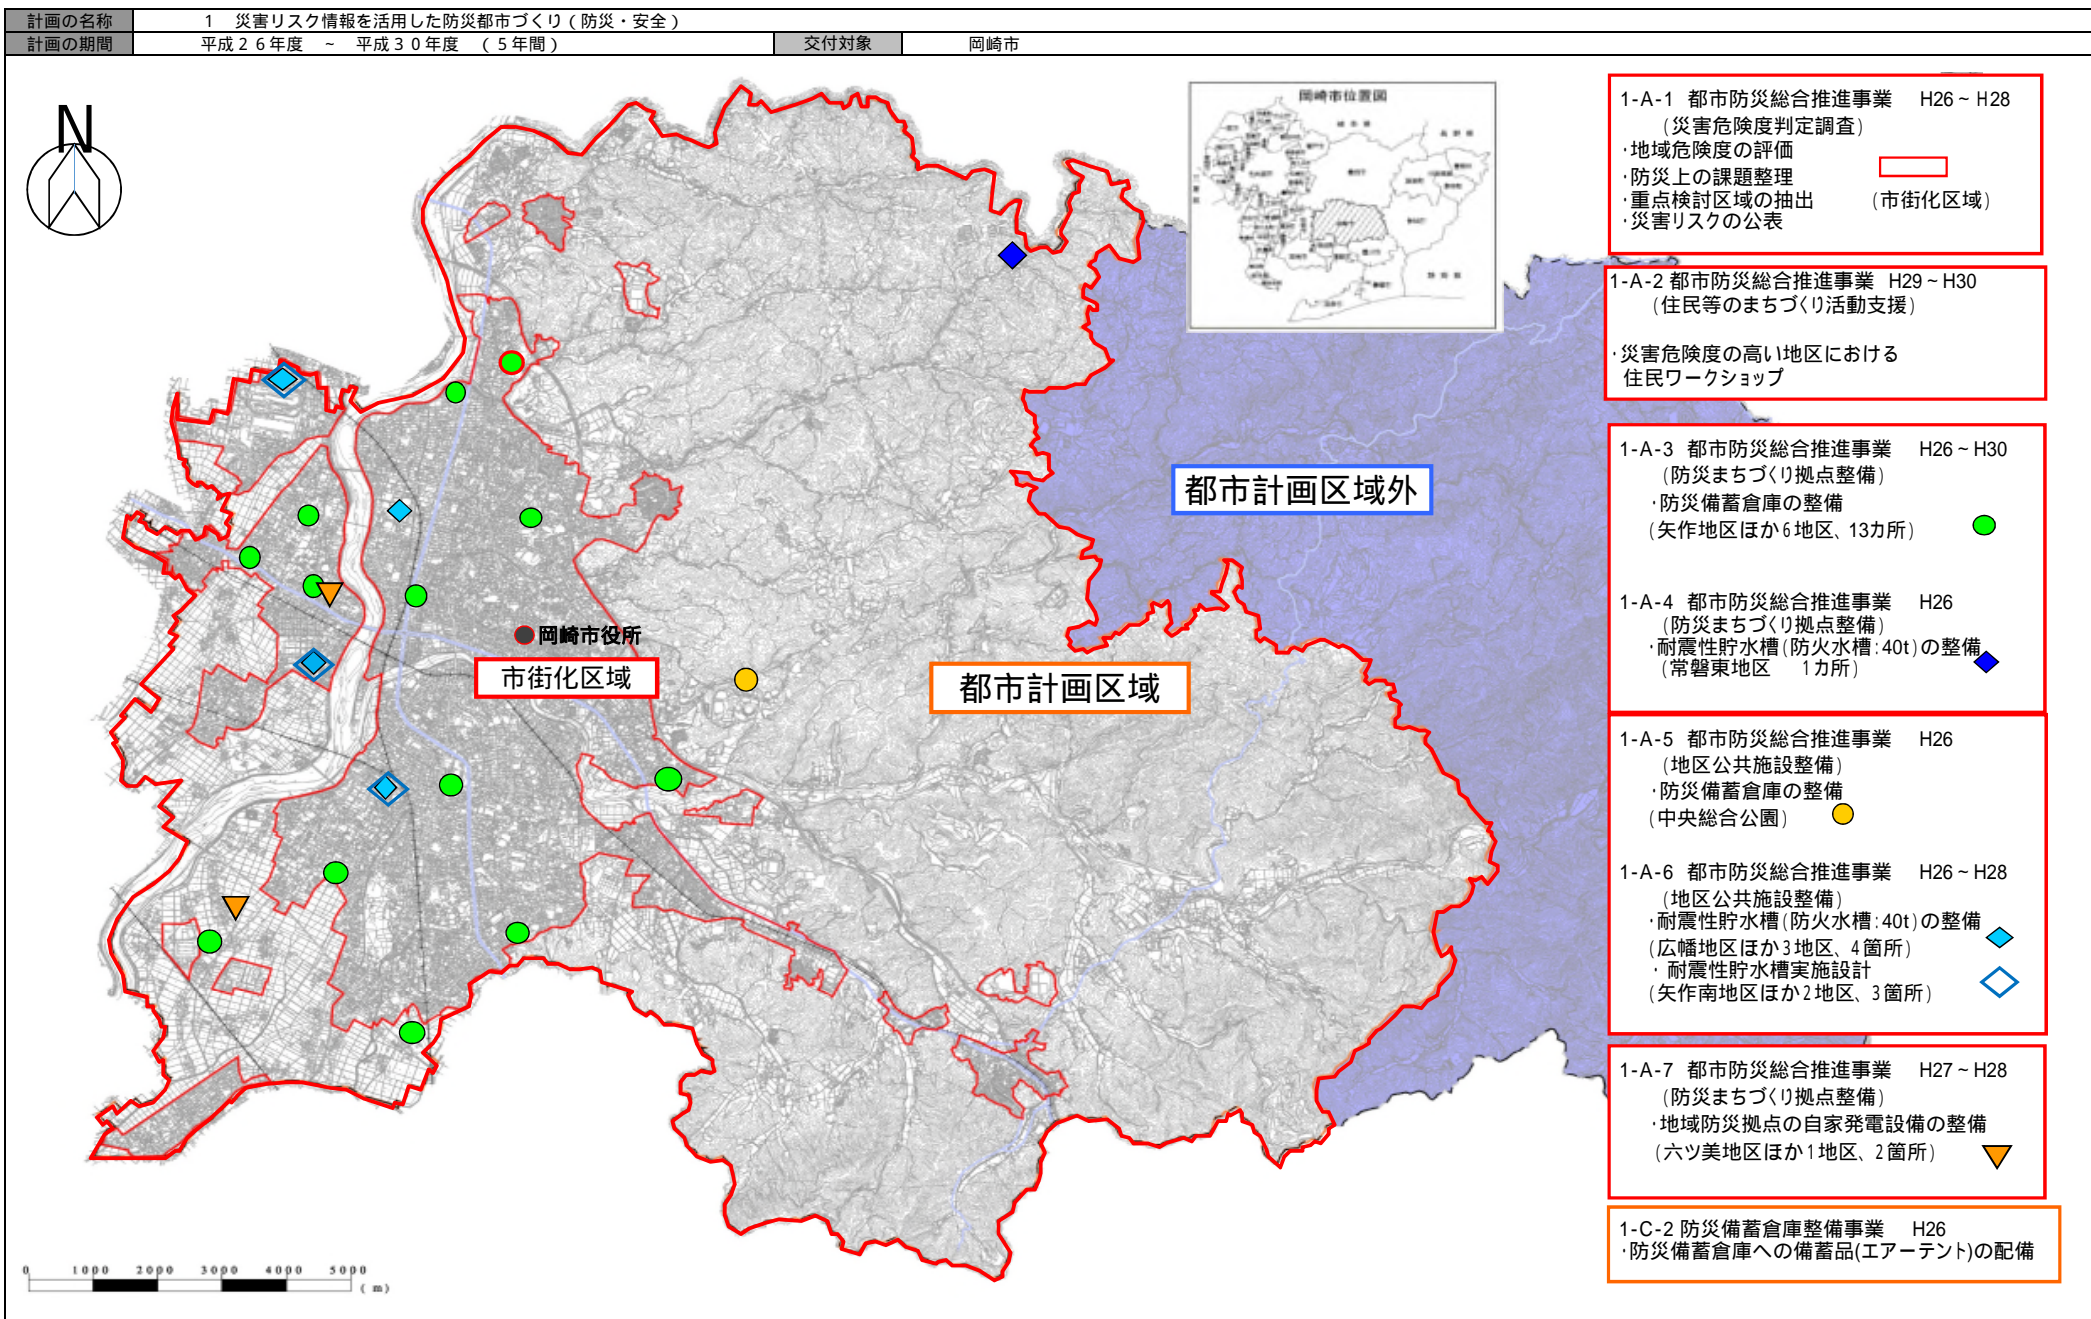 計画の名称 1 災害リスク情報を活用した防災都市づくり(防災・安全)
計画の期間 平成26年度 ~ 平成30年度 (5年間) 交付対象 岡崎市
N
岡崎市位置図
1-A-1 都市防災総合推進事業 H26~H28
(災害危険度判定調査)
・地域危険度の評価
・防災上の課題整理
・重点検討区域の抽出 (市街化区域)
・災害リスクの公表
1-A-2 都市防災総合推進事業 H29~H30
(住民等のまちづくり活動支援)
・災害危険度の高い地区における
住民ワークショップ
1-A-3 都市防災総合推進事業 H26~H30
(防災まちづくり拠点整備)
・防災備蓄倉庫の整備
(矢作地区ほか6地区、13カ所)
1-A-4 都市防災総合推進事業 H26
(防災まちづくり拠点整備)
・耐震性貯水槽(防火水槽:40t)の整備
(常磐東地区 1カ所)
1-A-5 都市防災総合推進事業 H26
(地区公共施設整備)
・防災備蓄倉庫の整備
(中央総合公園)
1-A-6 都市防災総合推進事業 H26~H28
(地区公共施設整備)
・耐震性貯水槽(防火水槽:40t)の整備
(広幡地区ほか3地区、4箇所)
・耐震性貯水槽実施設計
(矢作南地区ほか2地区、3箇所)
1-A-7 都市防災総合推進事業 H27~H28
(防災まちづくり拠点整備)
・地域防災拠点の自家発電設備の整備
(六ツ美地区ほか1地区、2箇所)
1-C-2 防災備蓄倉庫整備事業 H26
・防災備蓄倉庫への備蓄品(エアーテント)の配備
都市計画区域外
岡崎市役所
市街化区域
都市計画区域
0 1000 2000 3000 4000 5000
(m)